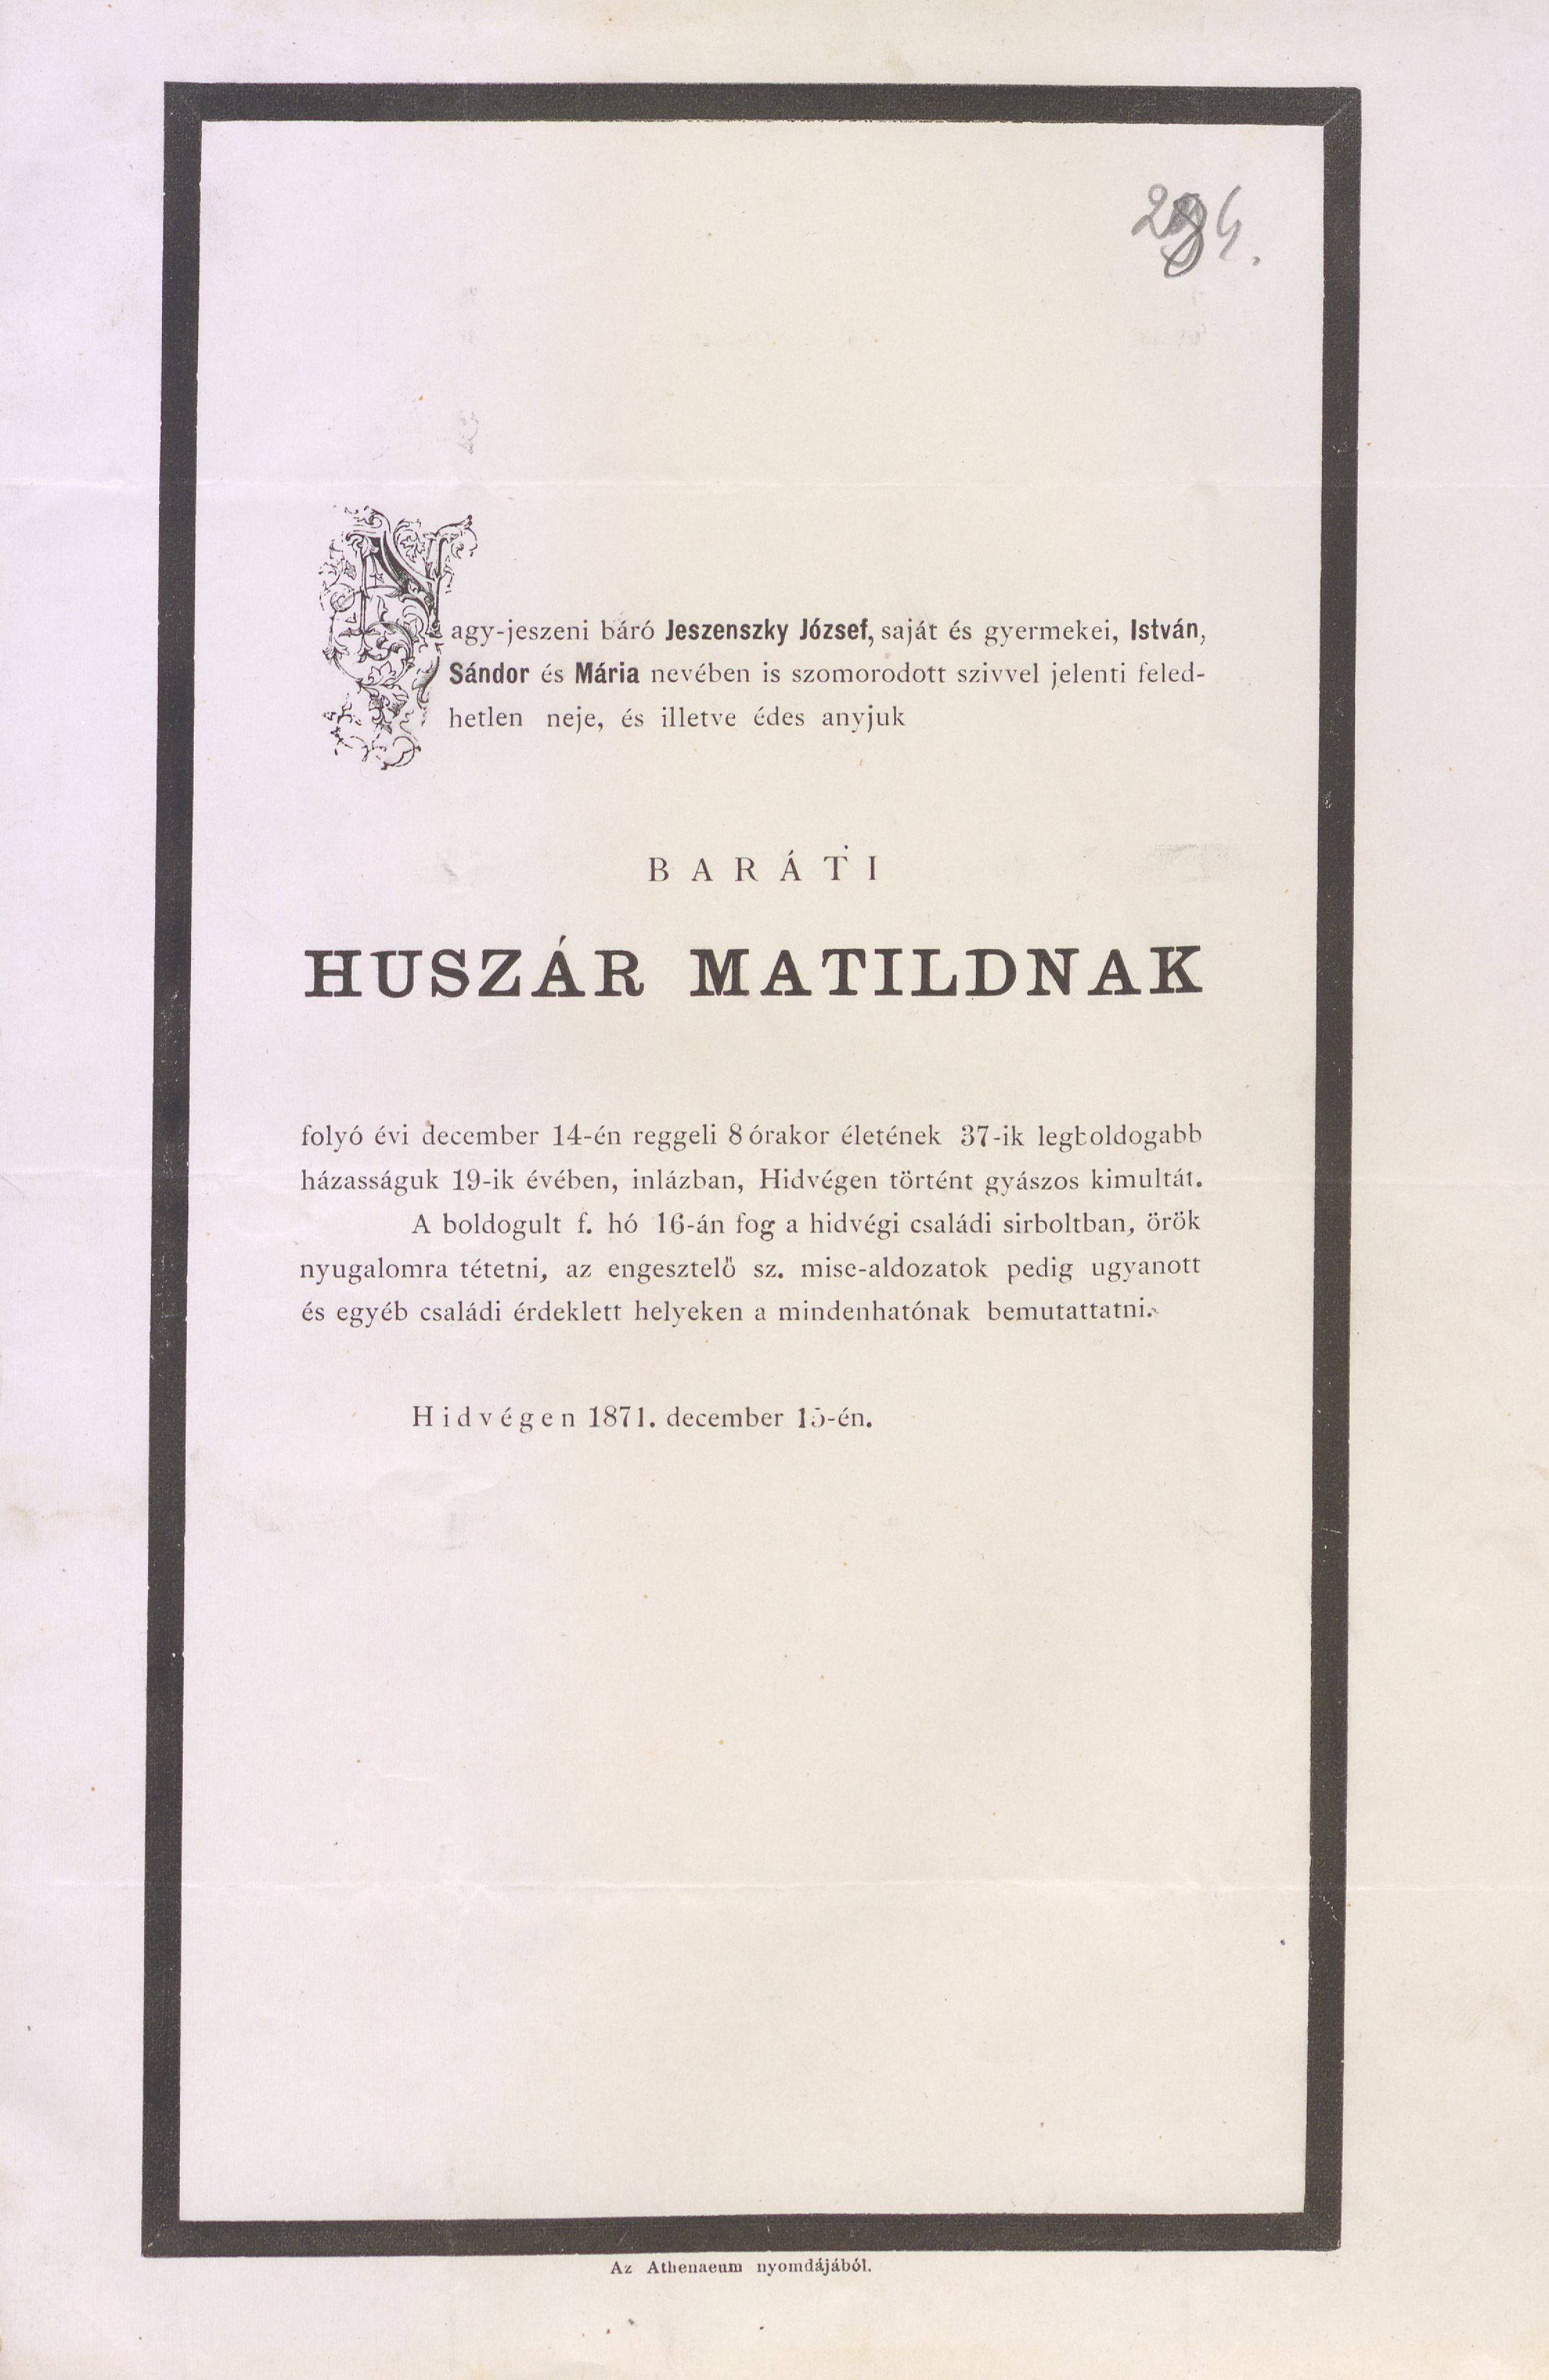 Nagy-jeszeni báró Jeszenszky József, saját és gyermekei, István,
Sándor és Mária nevében is szomorodott szivvel jelenti feled-
hetlen neje, és illetve édes anyjuk
BARÁTI
HUSZÁR MATILDNAK
folyó évi december 14-én reggeli 8 órakor életének 37-ik legboldogabb
házasságuk 19-ik évében, inlázban, Hidvégen történt gyászos kimultát.
A boldogult f. hó 16-án fog a hidvégi családi sirboltban, örök
nyugalomra tétetni, az engesztelő sz. mise-aldozatok pedig ugyanott
és egyéb családi érdeklett helyeken a mindenhatónak bemutattatni.
Hidvégen 1871. december 15-én.
Az Athenaeum nyomdájából.